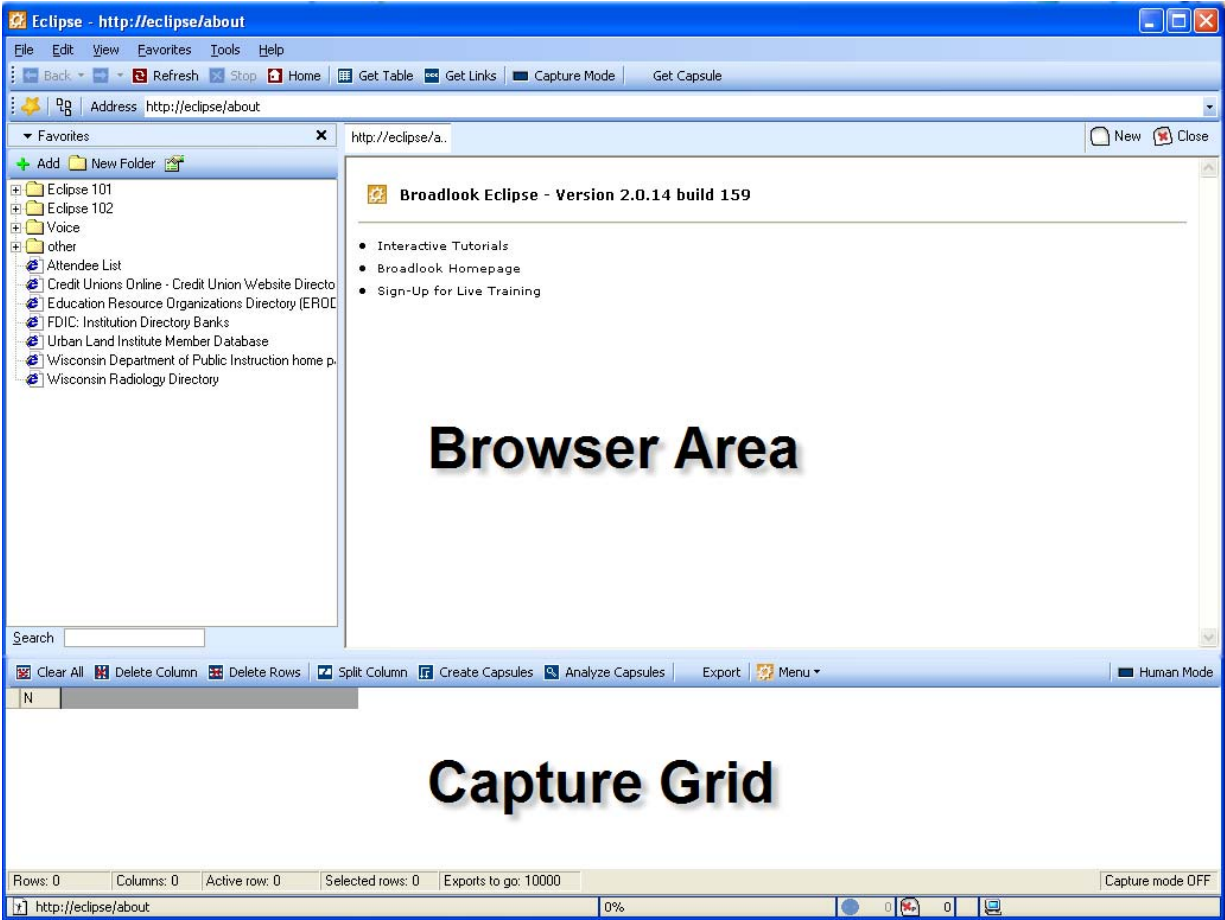 Eclipse - http://eclipse/about
File Edit View Favorites Tools Help
Back Refresh Stop Home Get Table Get Links Capture Mode Get Capsule
Address http://eclipse/about
Favorites
http://eclipse/a..
New Close
Add New Folder
Eclipse 101
Eclipse 102
Voice
other
Attendee List
Credit Unions Online - Credit Union Website Directo
Education Resource Organizations Directory (EROD
FDIC: Institution Directory Banks
Urban Land Institute Member Database
Wisconsin Department of Public Instruction home p
Wisconsin Radiology Directory
Search
Broadlook Eclipse - Version 2.0.14 build 159
Interactive Tutorials
Broadlook Homepage
Sign-Up for Live Training
Browser Area
Clear All Delete Column Delete Rows Split Column Create Capsules Analyze Capsules Export Menu Human Mode
N
Capture Grid
Rows: 0 Columns: 0 Active row: 0 Selected rows: 0 Exports to go: 10000 Capture mode OFF
http://eclipse/about 0% 0 0